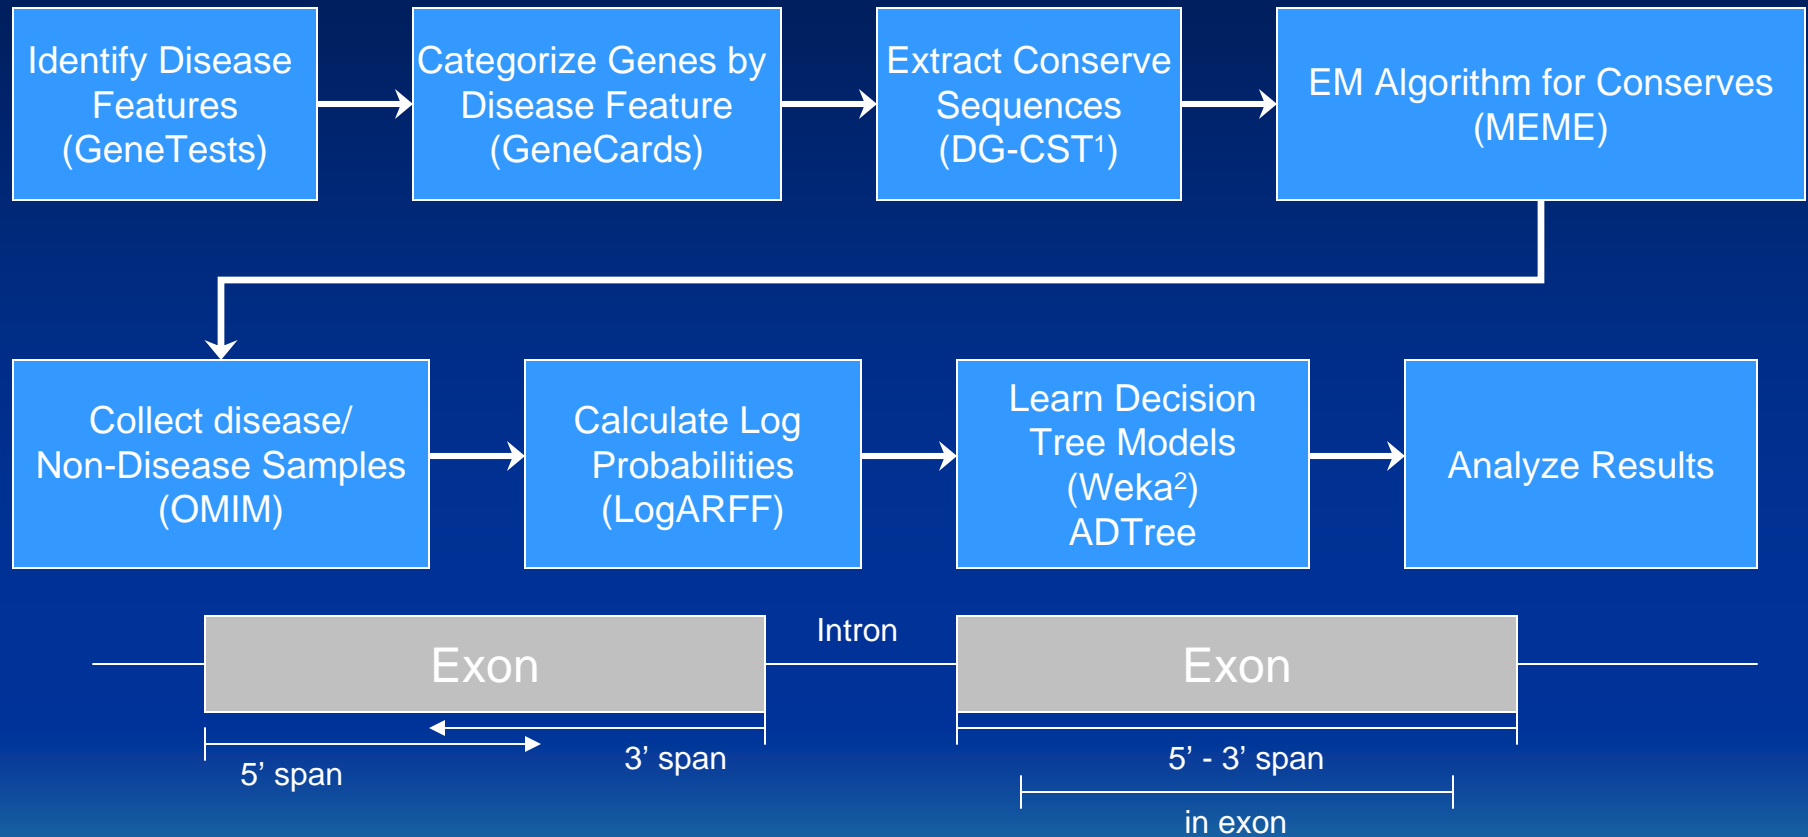 Identify Disease
Features
(GeneTests)
Categorize Genes by
Disease Feature
(GeneCards)
Extract Conserve
Sequences
(DG-CST¹)
EM Algorithm for Conserves
(MEME)
Collect disease/
Non-Disease Samples
(OMIM)
Calculate Log
Probabilities
(LogARFF)
Learn Decision
Tree Models
(Weka²)
ADTree
Analyze Results
Exon
Intron
Exon
5’ span
3’ span
5’ - 3’ span
in exon